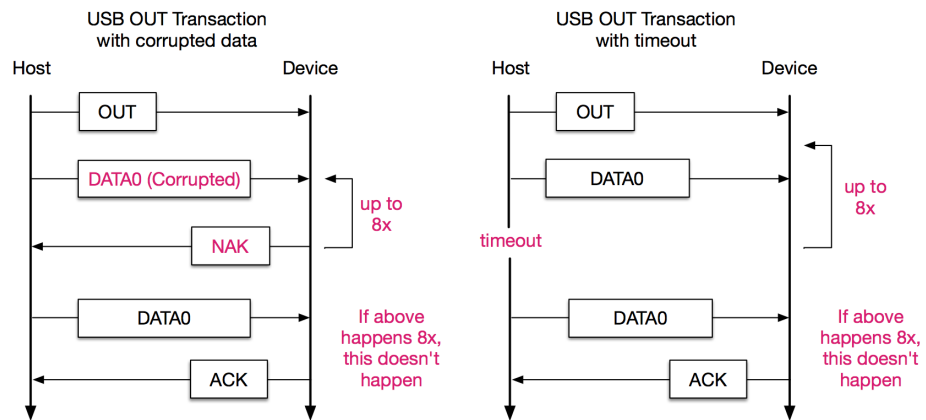 USB OUT Transaction
with corrupted data
Host
Device
OUT
DATA0 (Corrupted)
up to
8x
NAK
DATA0
If above
happens 8x,
this doesn't
happen
ACK
USB OUT Transaction
with timeout
Host
Device
OUT
DATA0
up to
8x
timeout
DATA0
If above
happens 8x,
this doesn't
happen
ACK